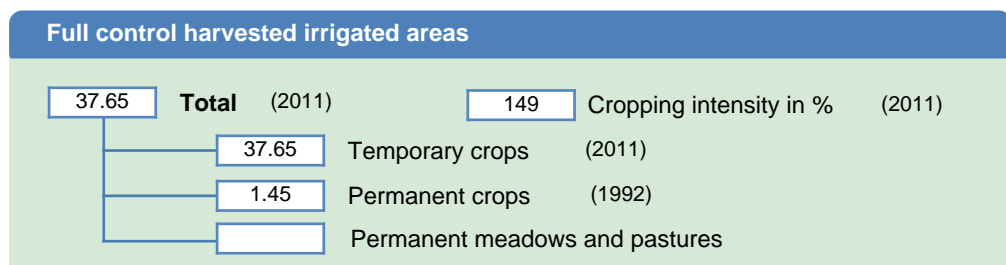 Full control harvested irrigated areas
37.65 Total (2011) 149 Cropping intensity in % (2011)
37.65 Temporary crops (2011)
1.45 Permanent crops (1992)
Permanent meadows and pastures